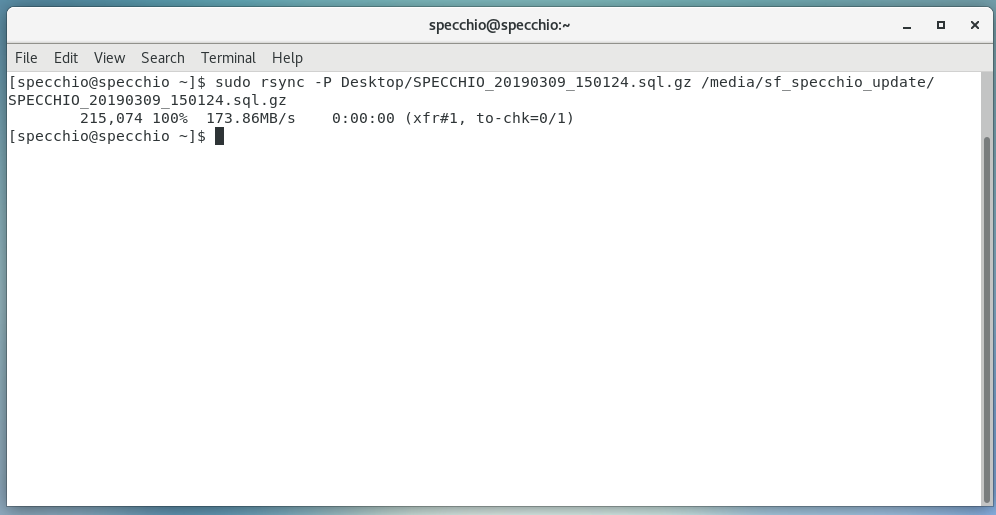 specchio@specchio:~
File Edit View Search Terminal Help
[specchio@specchio ~]$ sudo rsync -P Desktop/SPECCHIO_20190309_150124.sql.gz /media/sf_specchio_update/
SPECCHIO_20190309_150124.sql.gz
        215,074 100%  173.86MB/s    0:00:00 (xfr#1, to-chk=0/1)
[specchio@specchio ~]$